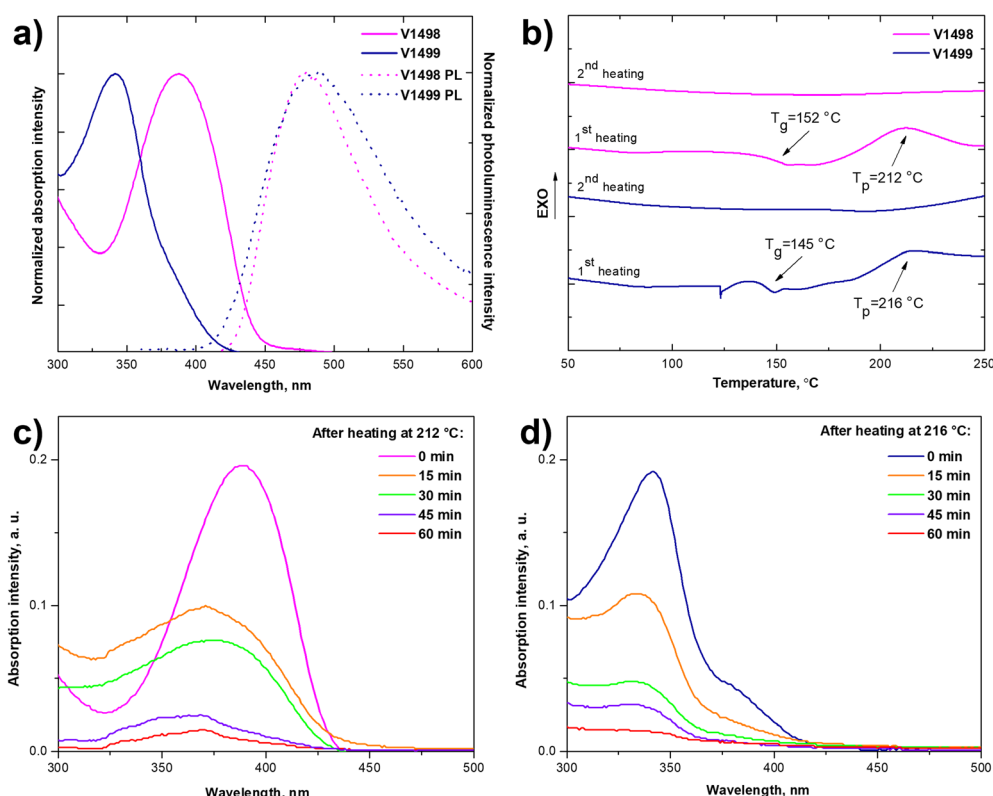 a)
V1498
V1499
V1498 PL
V1499 PL
Normalized absorption intensity
Normalized photoluminescence intensity
300 350 400 450 500 550 600
Wavelength, nm
b)
V1498
V1499
2nd heating
1st heating
Tg=152 °C
Tp=212 °C
2nd heating
1st heating
Tg=145 °C
Tp=216 °C
EXO
50 100 150 200 250
Temperature, °C
c)
After heating at 212 °C:
0 min
15 min
30 min
45 min
60 min
0.2
0.1
0.0
Absorption intensity, a. u.
300 350 400 450 500
Wavelength, nm
d)
After heating at 216 °C:
0 min
15 min
30 min
45 min
60 min
0.2
0.1
0.0
Absorption intensity, a. u.
300 350 400 450 500
Wavelength, nm